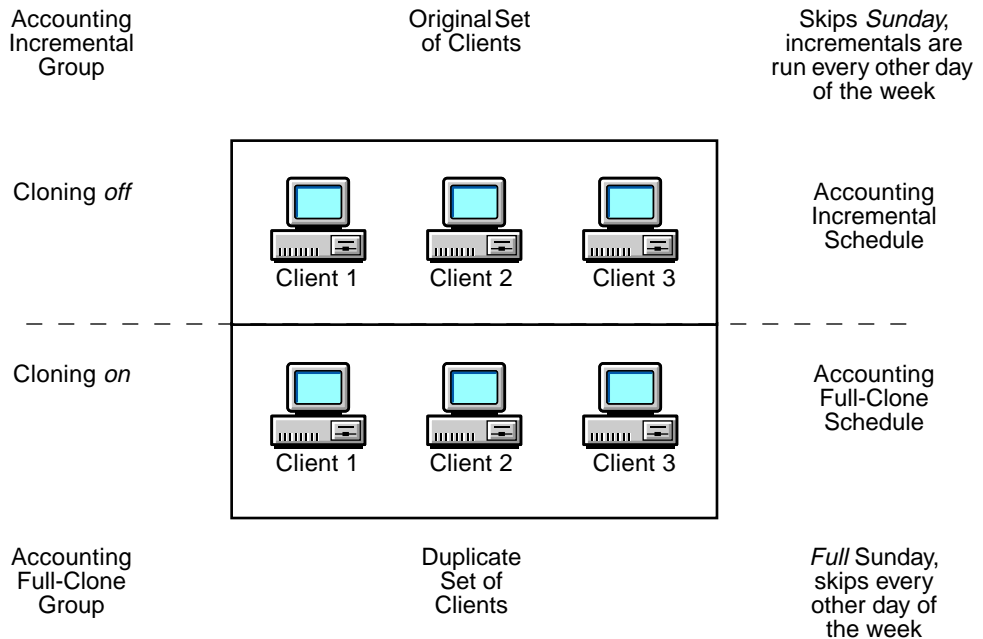 Accounting
Incremental
Group
Original Set
of Clients
Skips Sunday,
incrementals are
run every other day
of the week
Cloning off
Client 1
Client 2
Client 3
Accounting
Incremental
Schedule
Cloning on
Client 1
Client 2
Client 3
Accounting
Full-Clone
Schedule
Accounting
Full-Clone
Group
Duplicate
Set of
Clients
Full Sunday,
skips every
other day of
the week